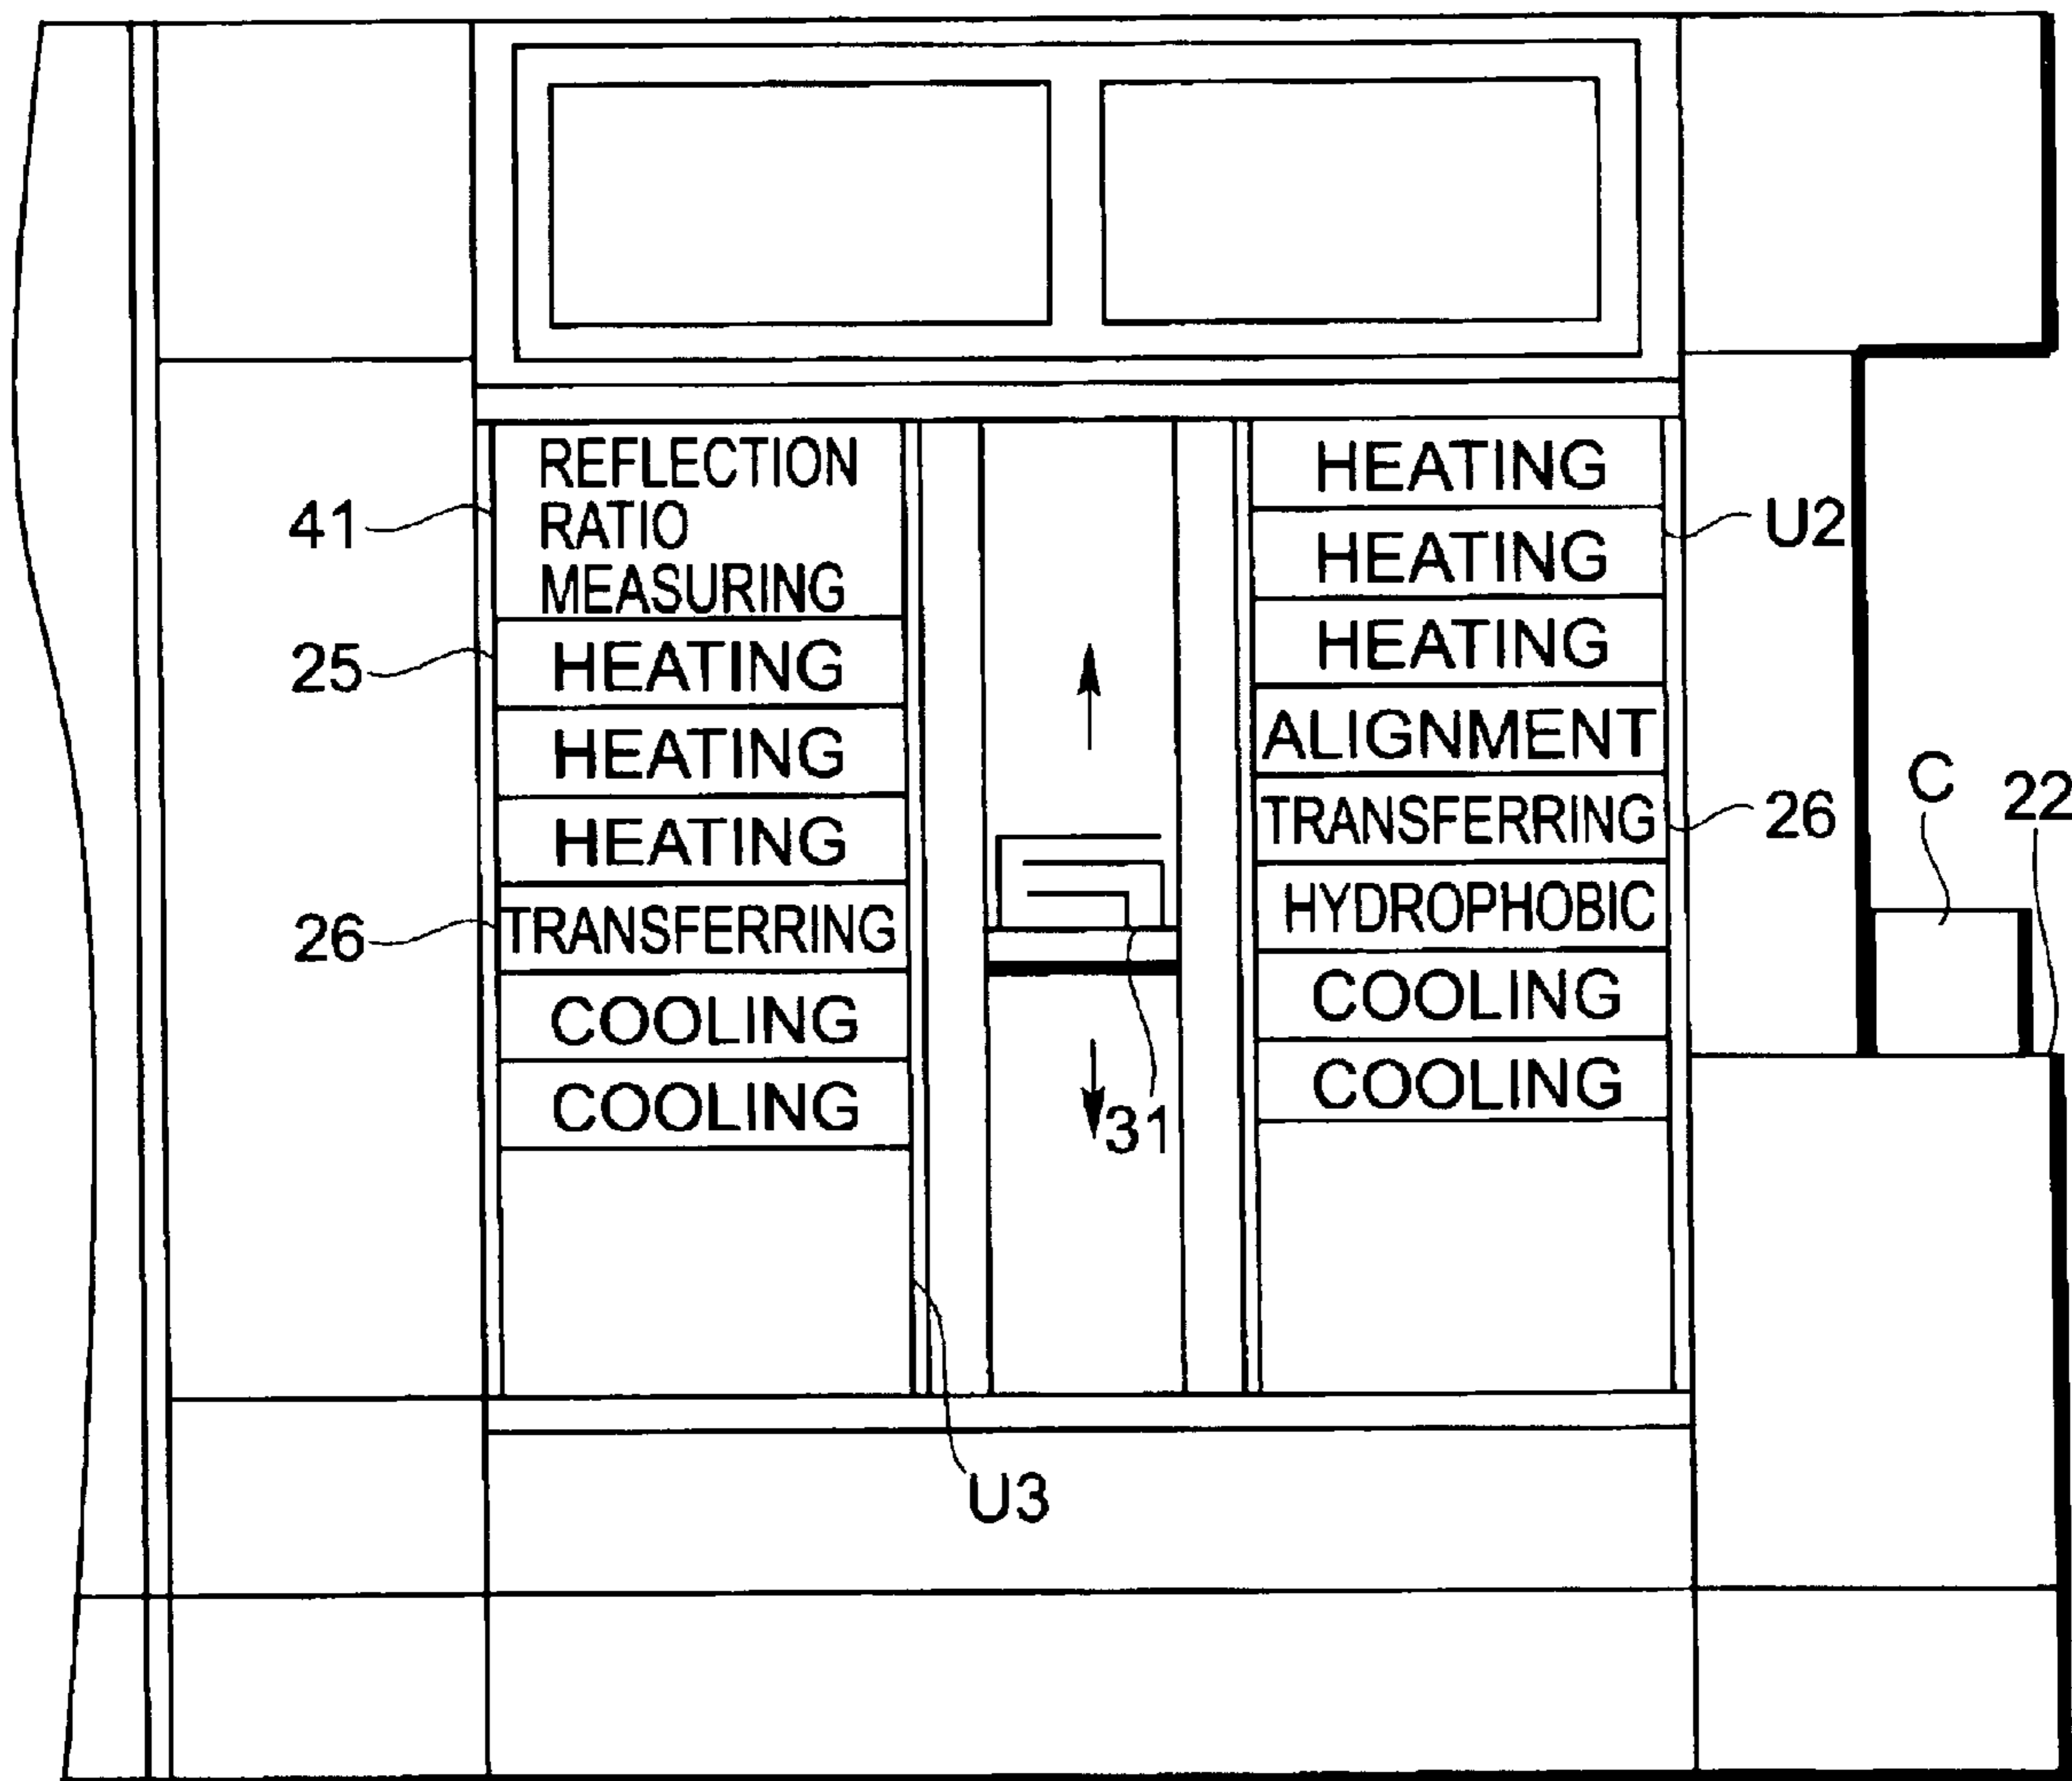 REFLECTION
RATIO
MEASURING
41
HEATING
25
HEATING
HEATING
TRANSFERRING
26
COOLING
COOLING
U3
31
HEATING
HEATING
U2
HEATING
ALIGNMENT
TRANSFERRING
26
HYDROPHOBIC
COOLING
COOLING
C
22